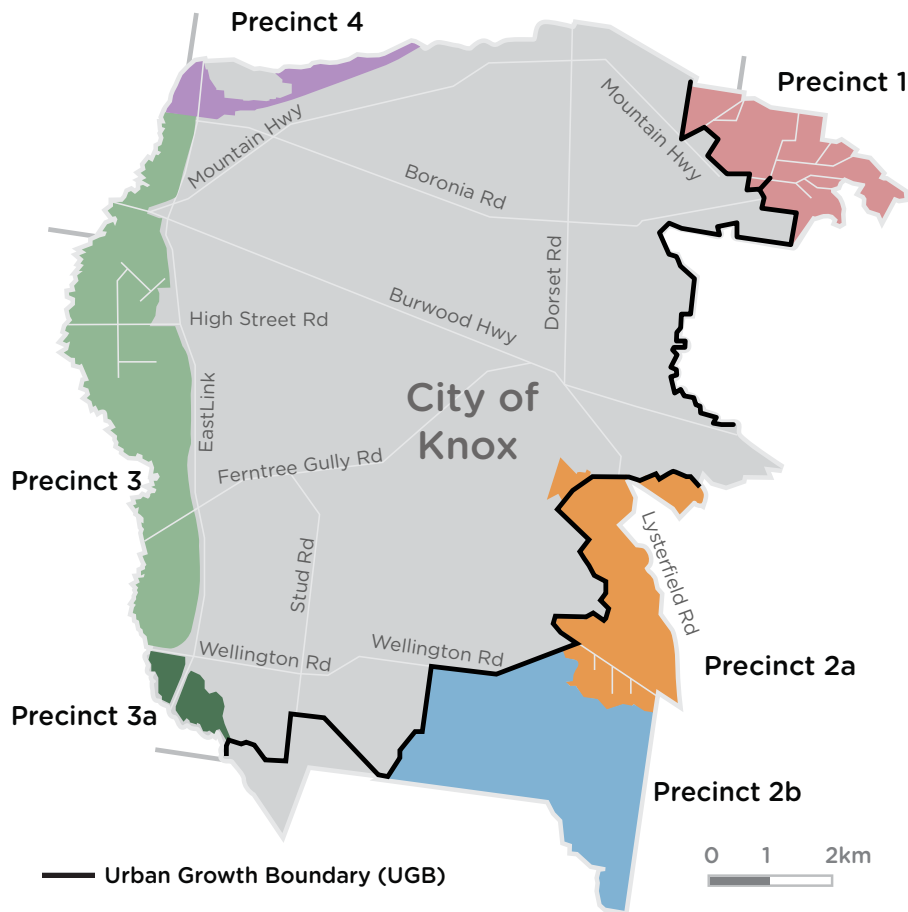 Precinct 4
Precinct 1
Mountain Hwy
Mountain Hwy
Boronia Rd
Dorset Rd
Burwood Hwy
High Street Rd
EastLink
City of
Knox
Ferntree Gully Rd
Precinct 3
Stud Rd
Lysterfield Rd
Wellington Rd
Wellington Rd
Precinct 2a
Precinct 3a
Precinct 2b
0 1 2km
Urban Growth Boundary (UGB)